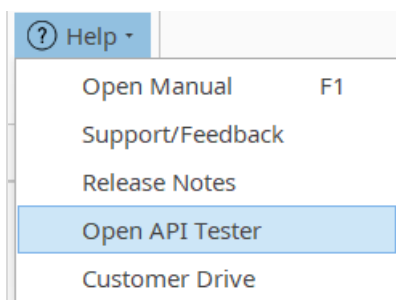 ? Help
Open Manual F1
Support/Feedback
Release Notes
Open API Tester
Customer Drive